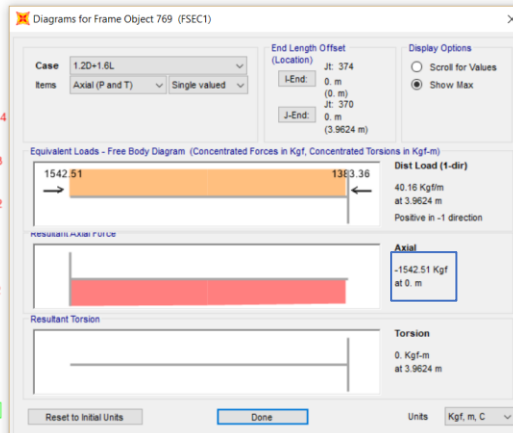 Diagrams for Frame Object 769 (FSEC1)
Case 1.2D+1.6L
Items Axial (P and T) Single valued
End Length Offset
(Location)
I-End: Jt: 374
0. m
(0. m)
J-End: Jt: 370
0. m
(3.9624 m)
Display Options
Scroll for Values
Show Max
Equivalent Loads - Free Body Diagram (Concentrated Forces in Kgf, Concentrated Torsions in Kgf-m)
1542.51 1383.36
Dist Load (1-dir)
40.16 Kgf/m
at 3.9624 m
Positive in -1 direction
Resultant Axial Force
Axial
-1542.51 Kgf
at 0. m
Resultant Torsion
Torsion
0. Kgf-m
at 3.9624 m
Reset to Initial Units Done Units Kgf, m, C